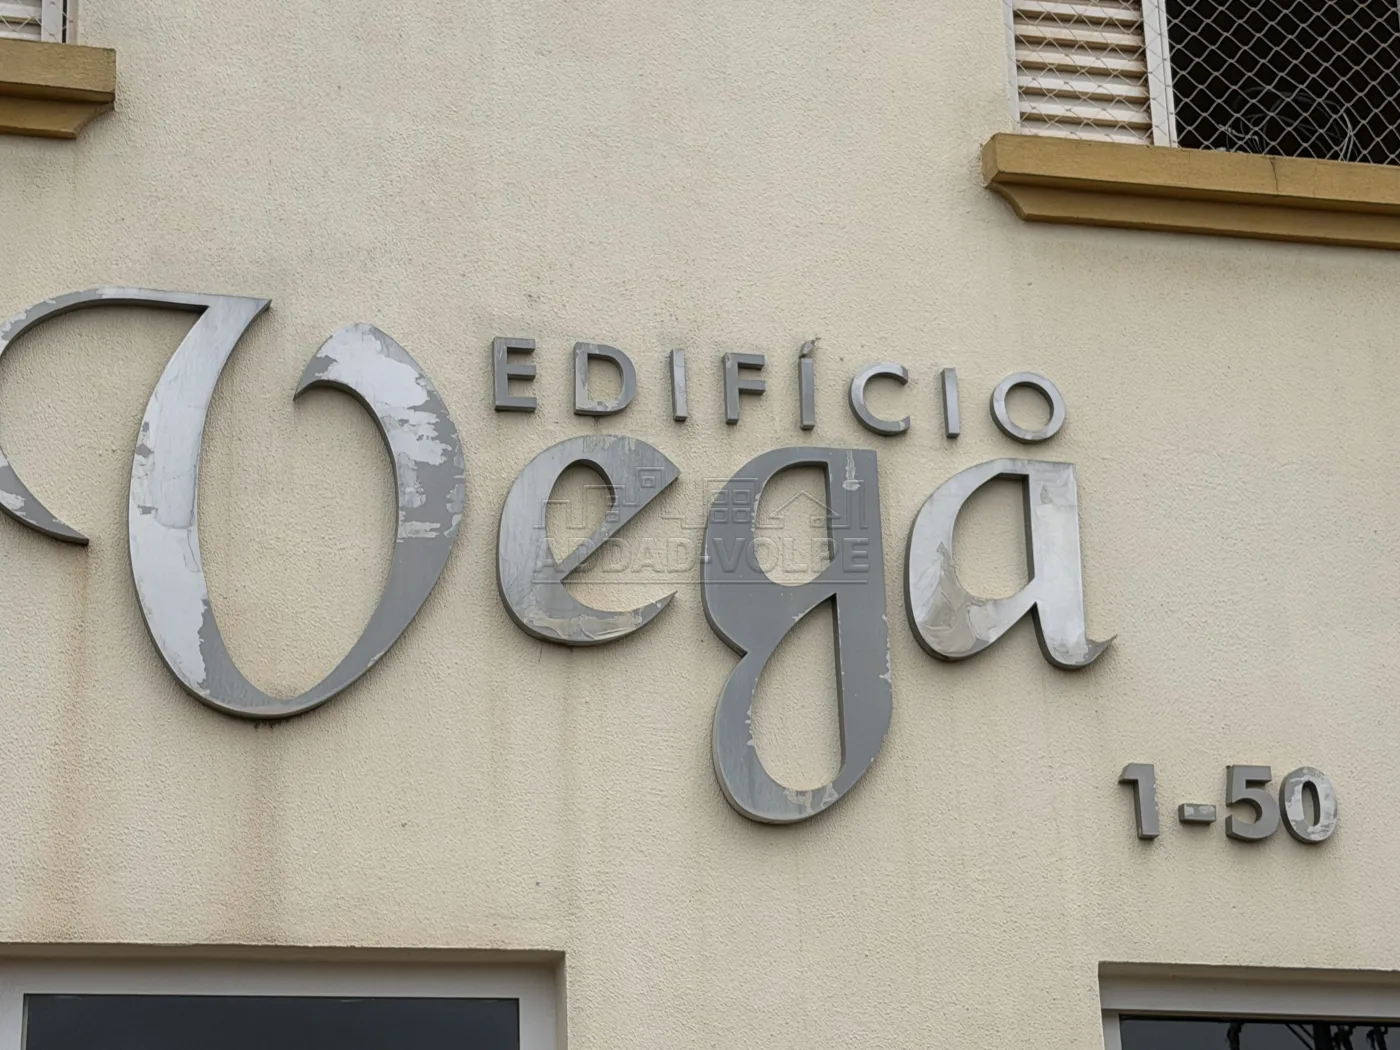 EDIFÍCIO
Vega
ADDAD-VOLPE
1-50